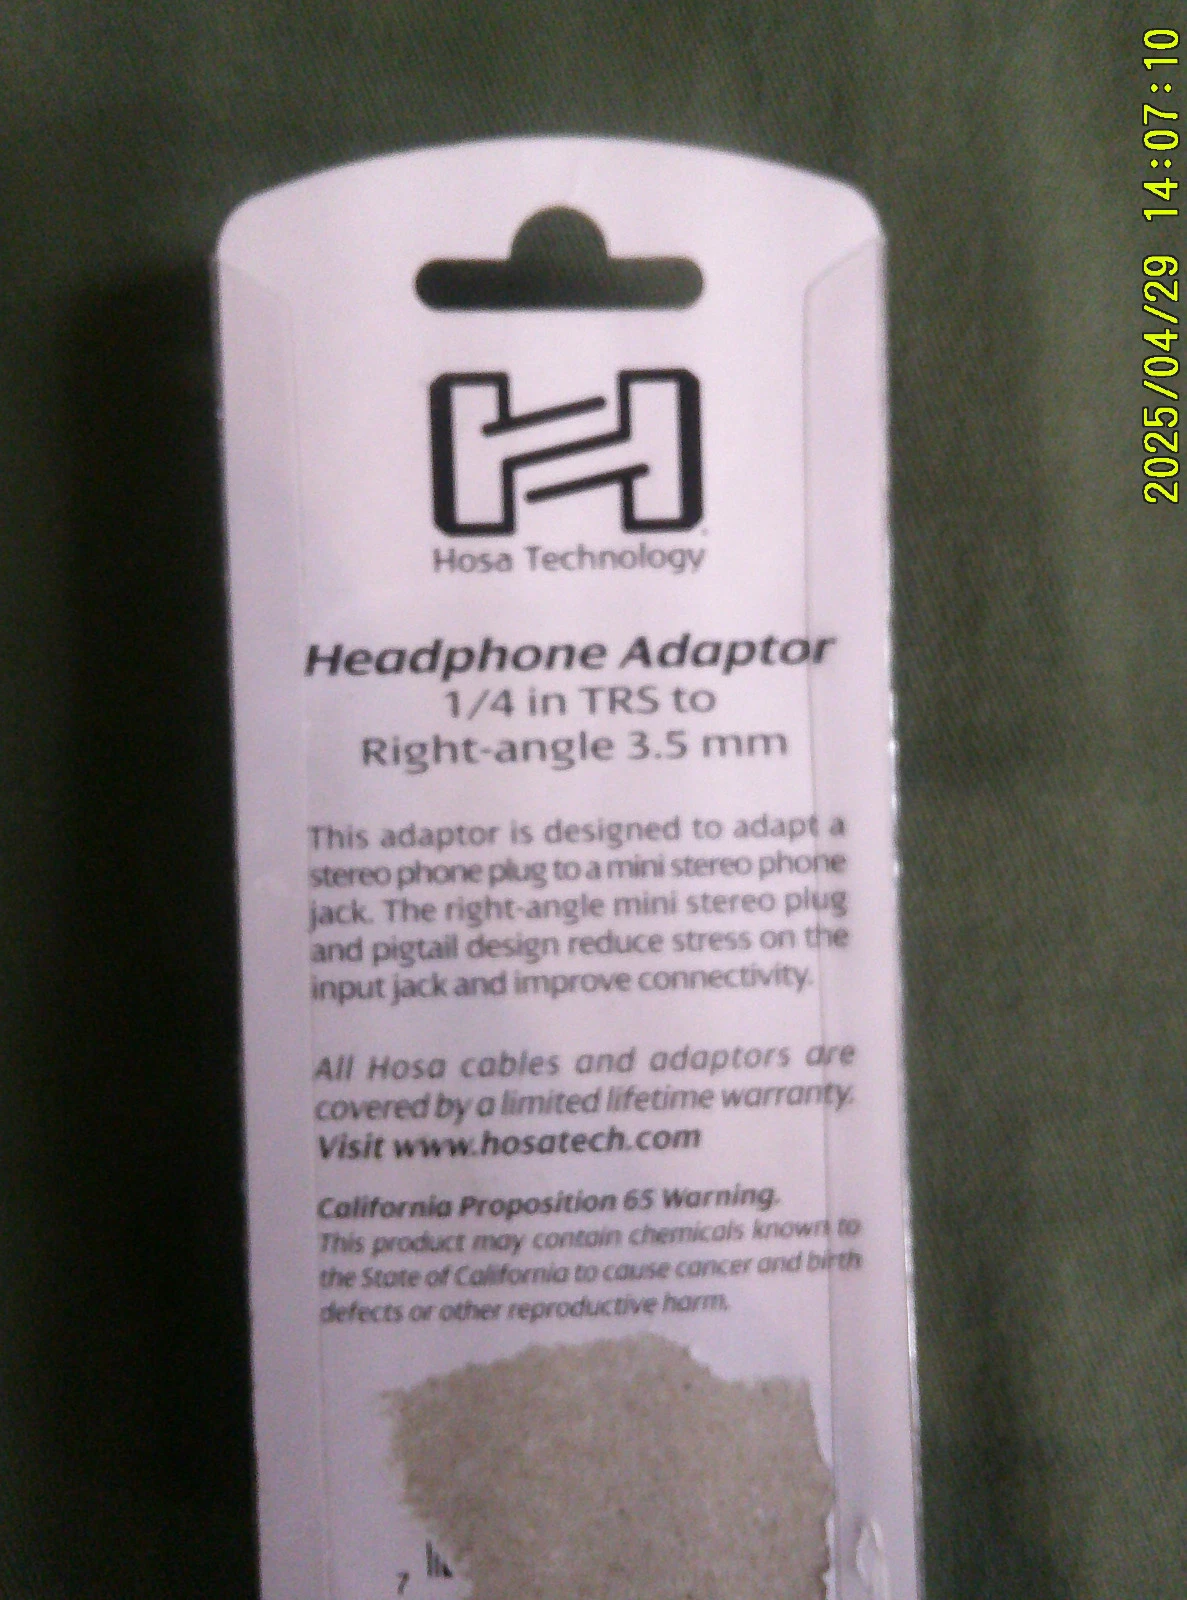 2025/04/29 14:07:10
Hosa Technology
Headphone Adaptor
1/4 in TRS to
Right-angle 3.5 mm
This adaptor is designed to adapt a
stereo phone plug to a mini stereo phone
jack. The right-angle mini stereo plug
and pigtail design reduce stress on the
input jack and improve connectivity.
All Hosa cables and adaptors are
covered by a limited lifetime warranty.
Visit www.hosatech.com
California Proposition 65 Warning.
This product may contain chemicals known to
the State of California to cause cancer and birth
defects or other reproductive harm.
7